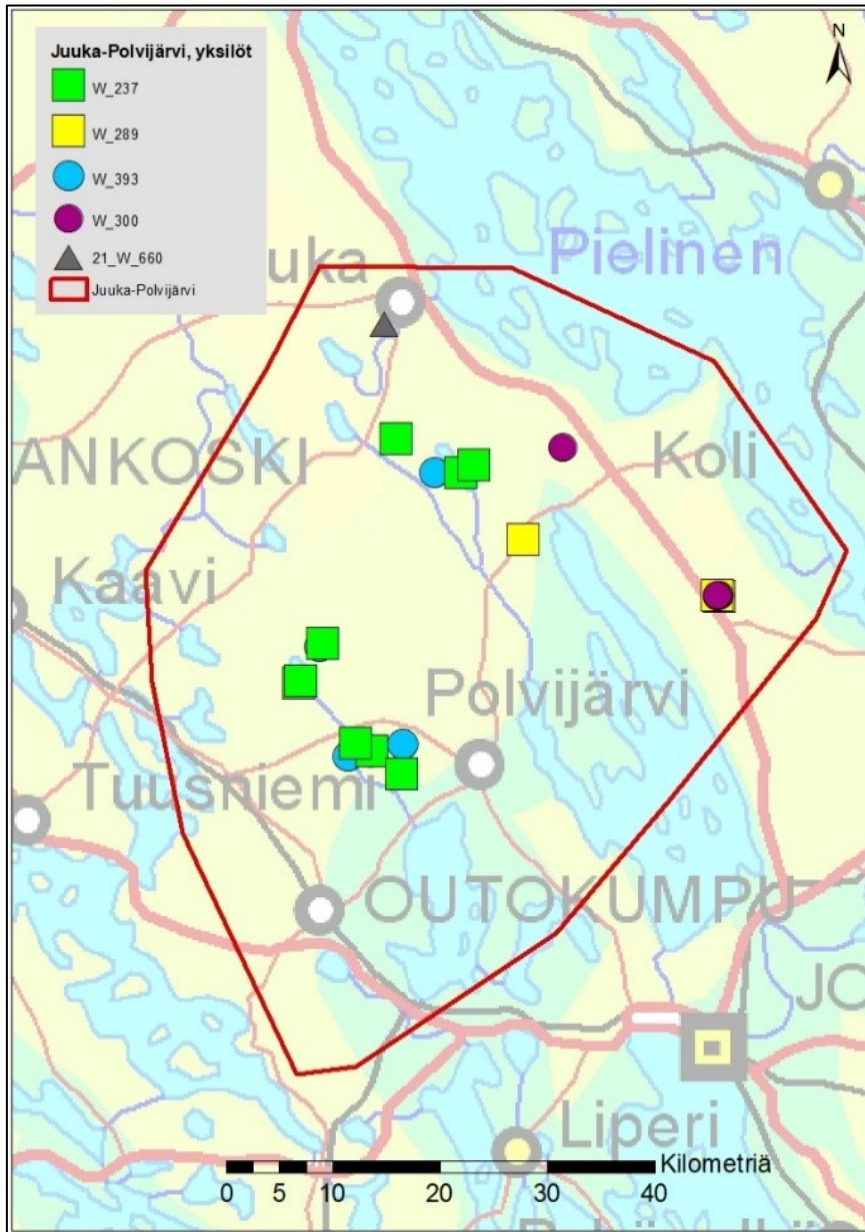 Juuka-Polvijärvi, yksilöt
W_237
W_289
W_393
W_300
21_W_660
Juuka-Polvijärvi
N
uuka
Pielinen
ANKOSKI
Koli
Kaavi
Polvijärvi
Tuusniemi
OUTOKUMPU
JO
Liperi
Kilometriä
0 5 10 20 30 40